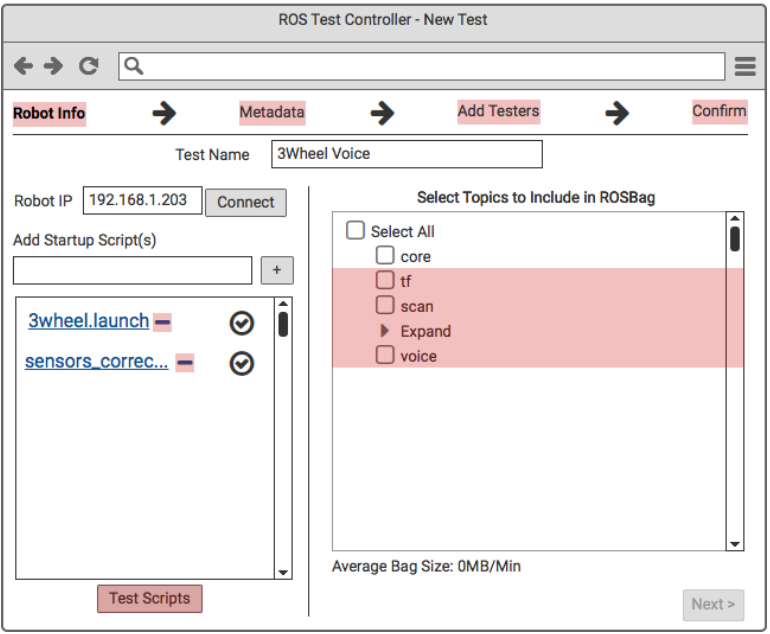 ROS Test Controller - New Test
Robot Info Metadata Add Testers Confirm
Test Name 3Wheel Voice
Robot IP 192.168.1.203 Connect
Add Startup Script(s)
+
3wheel.launch
sensors_correc...
Test Scripts
Select Topics to Include in ROSBag
Select All
core
tf
scan
Expand
voice
Average Bag Size: 0MB/Min
Next >